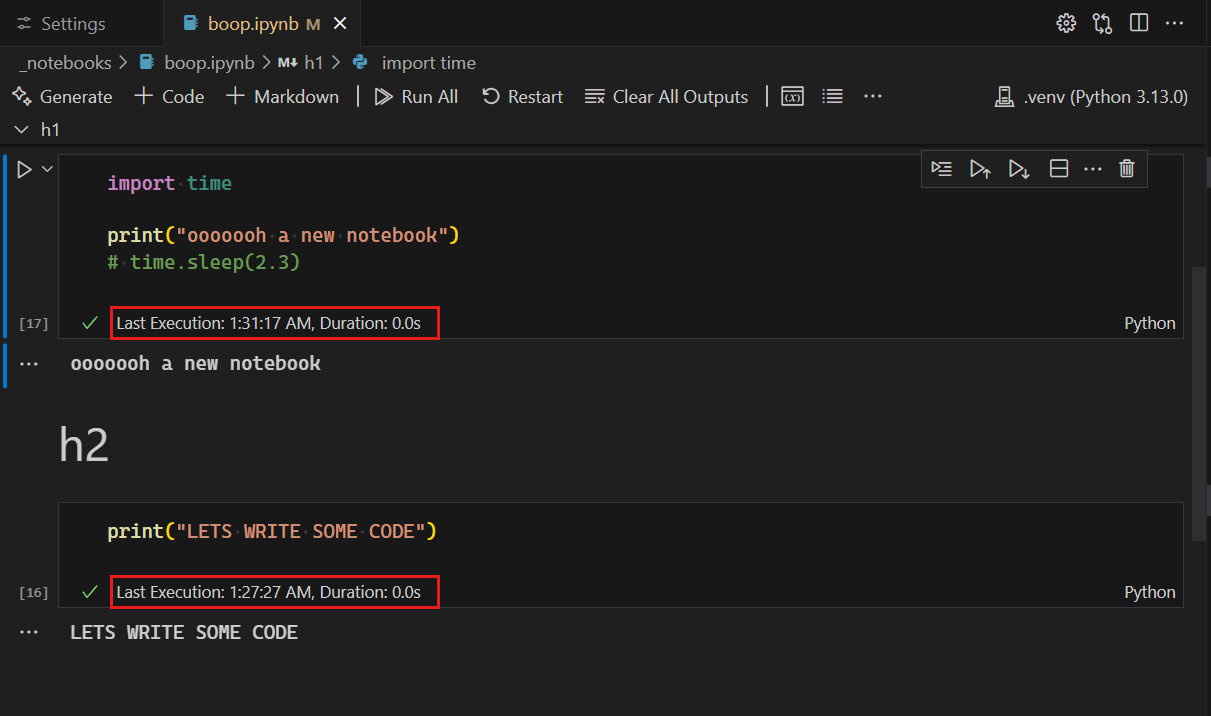 Settings boop.ipynb M
_notebooks > boop.ipynb > M↓ h1 > import time
Generate + Code + Markdown | Run All Restart Clear All Outputs | ... .venv (Python 3.13.0)
h1
import time
print("ooooooh a new notebook")
# time.sleep(2.3)
[17] Last Execution: 1:31:17 AM, Duration: 0.0s Python
... ooooooh a new notebook
h2
print("LETS WRITE SOME CODE")
[16] Last Execution: 1:27:27 AM, Duration: 0.0s Python
... LETS WRITE SOME CODE